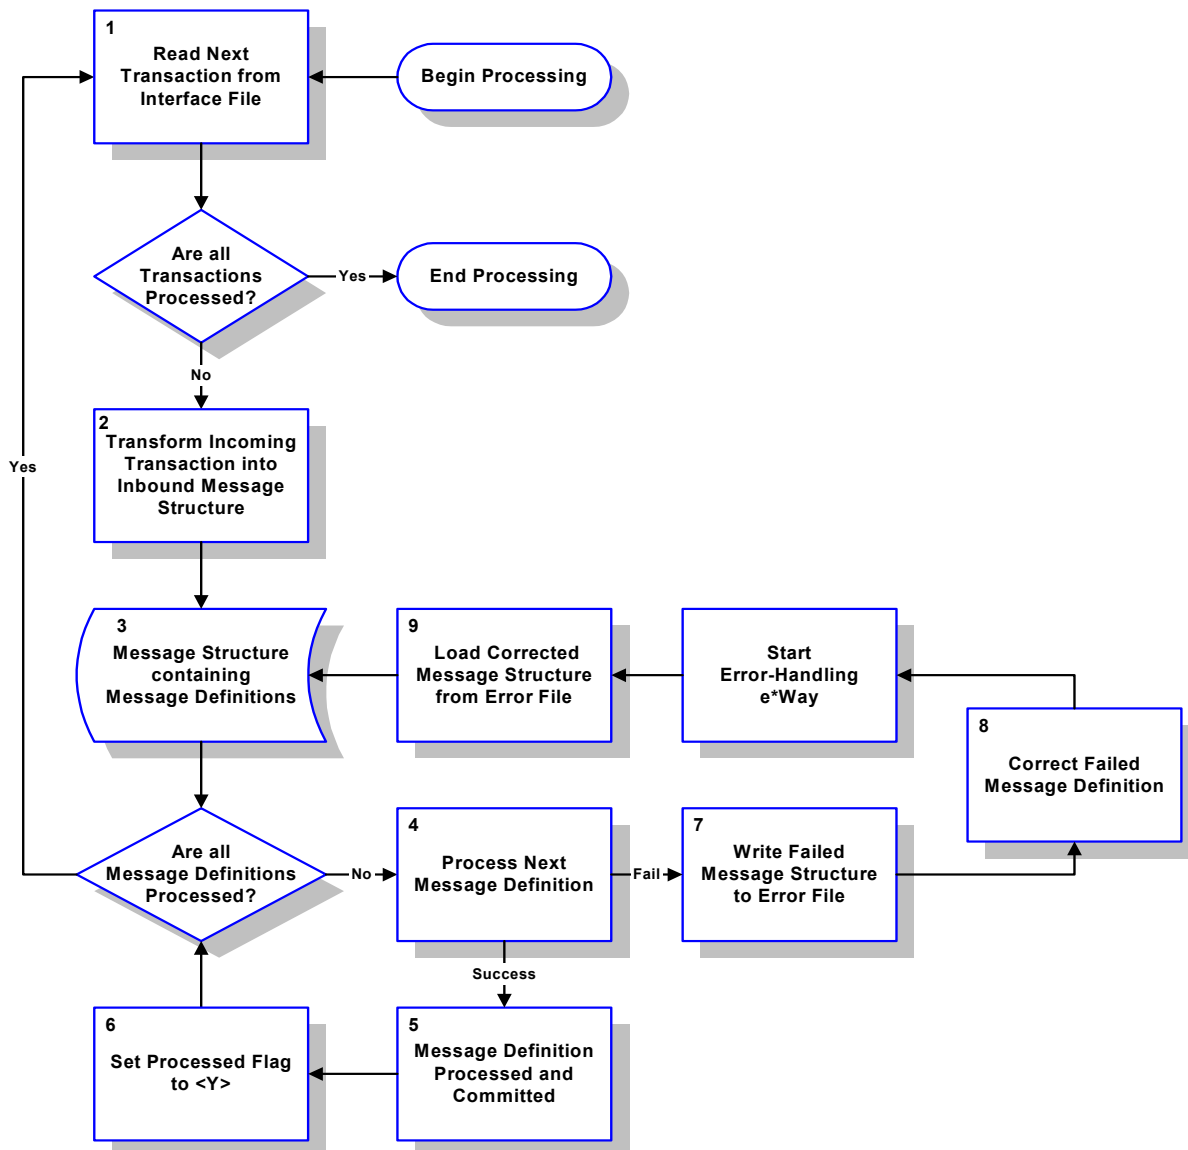 1
Read Next
Transaction from
Interface File
Begin Processing
Are all
Transactions
Processed?
Yes
End Processing
No
2
Transform Incoming
Transaction into
Inbound Message
Structure
Yes
3
Message Structure
containing
Message Definitions
9
Load Corrected
Message Structure
from Error File
Start
Error-Handling
e*Way
8
Correct Failed
Message Definition
Are all
Message Definitions
Processed?
No
4
Process Next
Message Definition
Fail
7
Write Failed
Message Structure
to Error File
Success
6
Set Processed Flag
to <Y>
5
Message Definition
Processed and
Committed